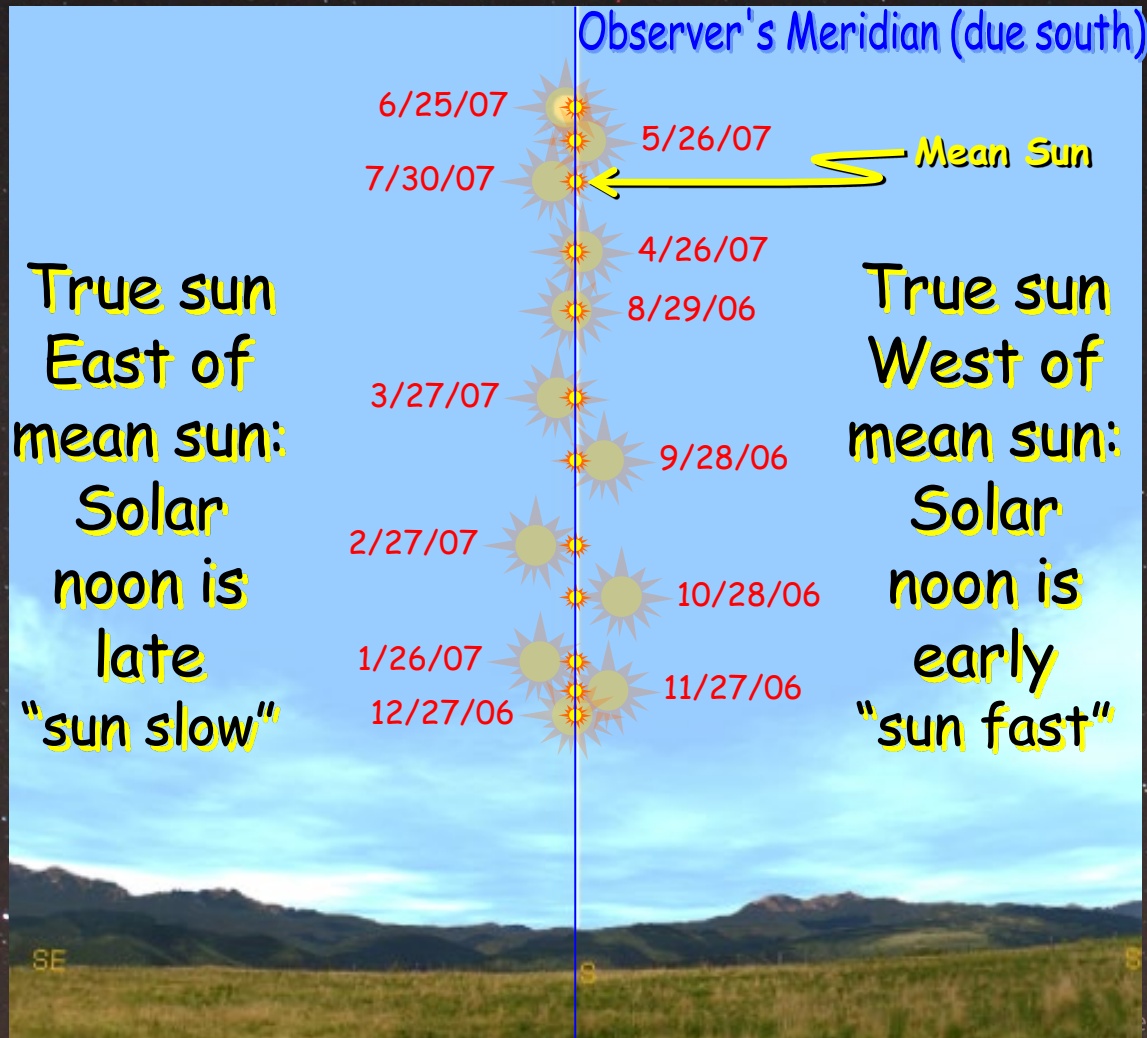 Observer's Meridian (due south)
6/25/07
5/26/07
Mean Sun
7/30/07
4/26/07
8/29/06
3/27/07
9/28/06
2/27/07
10/28/06
1/26/07
11/27/06
12/27/06
True sun
East of
mean sun:
Solar
noon is
late
“sun slow”
True sun
West of
mean sun:
Solar
noon is
early
“sun fast”
SE
S
S